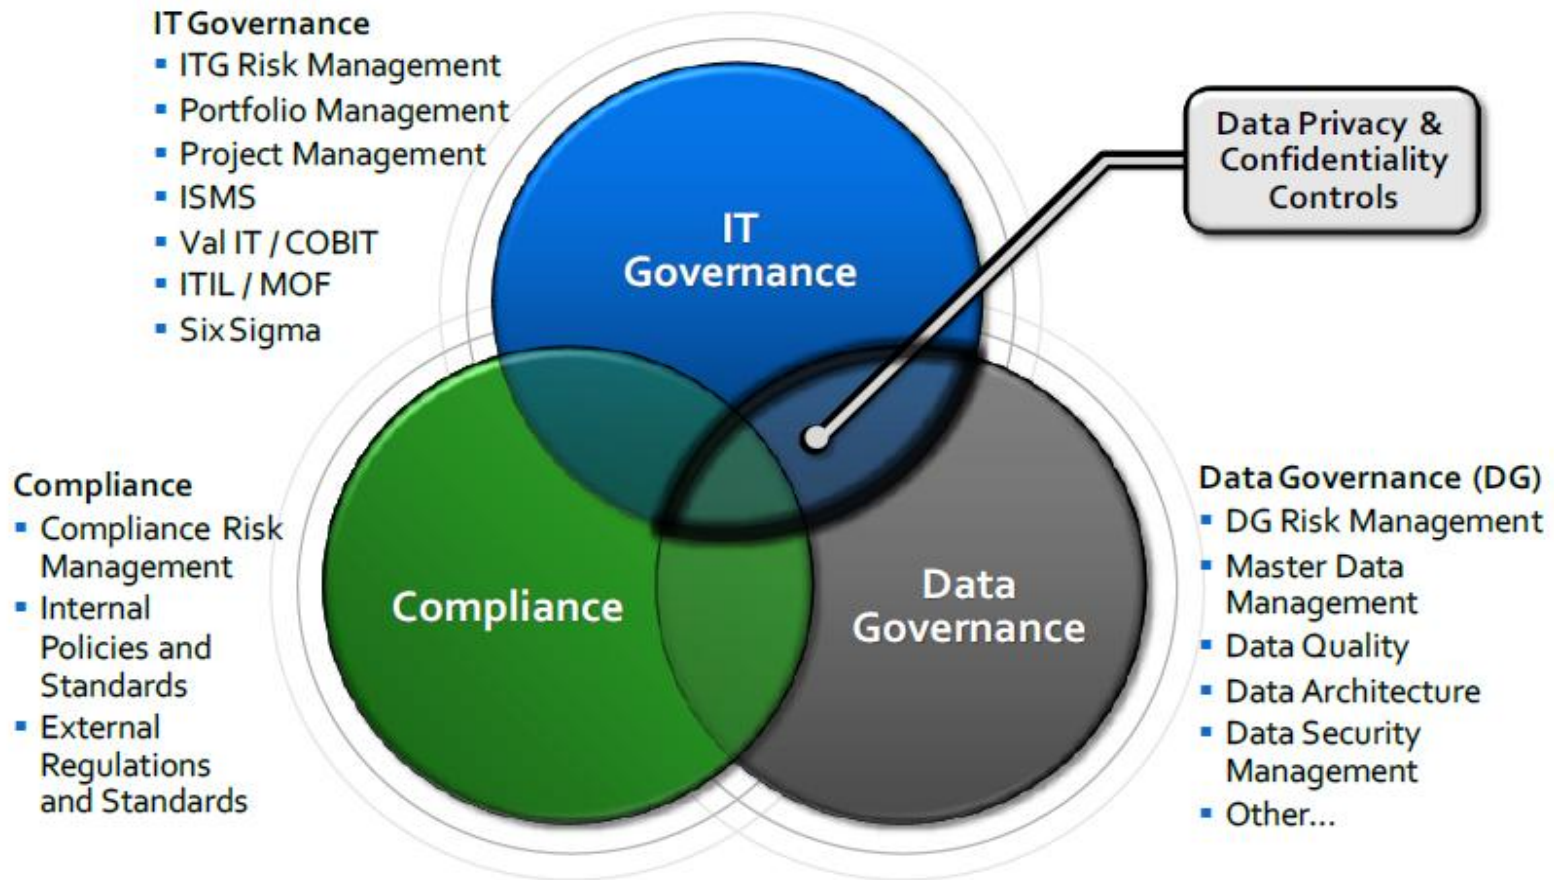 IT Governance
▪ ITG Risk Management
▪ Portfolio Management
▪ Project Management
▪ ISMS
▪ Val IT / COBIT
▪ ITIL / MOF
▪ Six Sigma
Data Privacy &
Confidentiality
Controls
IT
Governance
Compliance
▪ Compliance Risk
Management
▪ Internal
Policies and
Standards
▪ External
Regulations
and Standards
Compliance
Data
Governance
Data Governance (DG)
▪ DG Risk Management
▪ Master Data
Management
▪ Data Quality
▪ Data Architecture
▪ Data Security
Management
▪ Other...